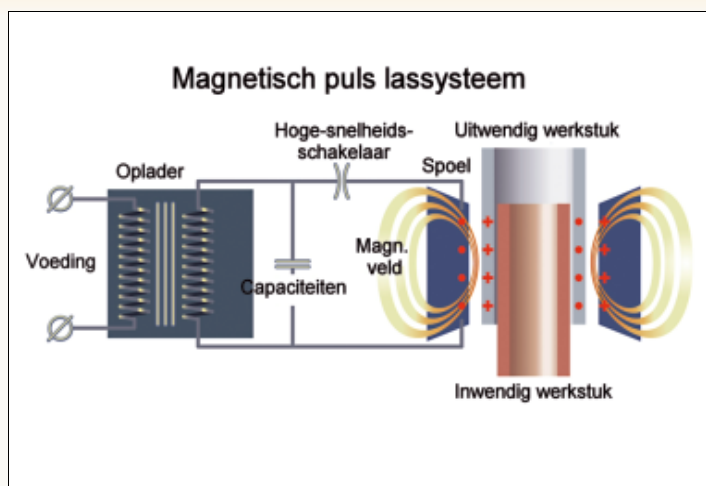 Magnetisch puls lassysteem
Hoge-snelheids-
schakelaar
Uitwendig werkstuk
Oplader
Spoel
Voeding
Magn.
veld
Capaciteiten
Inwendig werkstuk